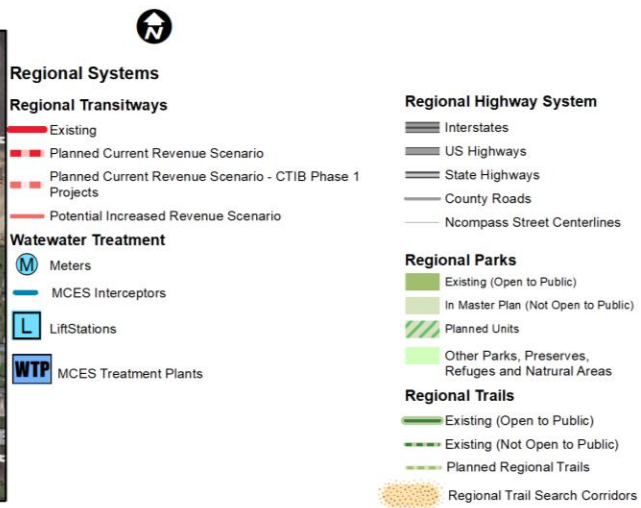 N
Regional Systems
Regional Transitways
Existing
Planned Current Revenue Scenario
Planned Current Revenue Scenario - CTIB Phase 1
Projects
Potential Increased Revenue Scenario
Watewater Treatment
M Meters
MCES Interceptors
L LiftStations
WTP MCES Treatment Plants
Regional Highway System
Interstates
US Highways
State Highways
County Roads
Ncompass Street Centerlines
Regional Parks
Existing (Open to Public)
In Master Plan (Not Open to Public)
Planned Units
Other Parks, Preserves,
Refuges and Natrural Areas
Regional Trails
Existing (Open to Public)
Existing (Not Open to Public)
Planned Regional Trails
Regional Trail Search Corridors